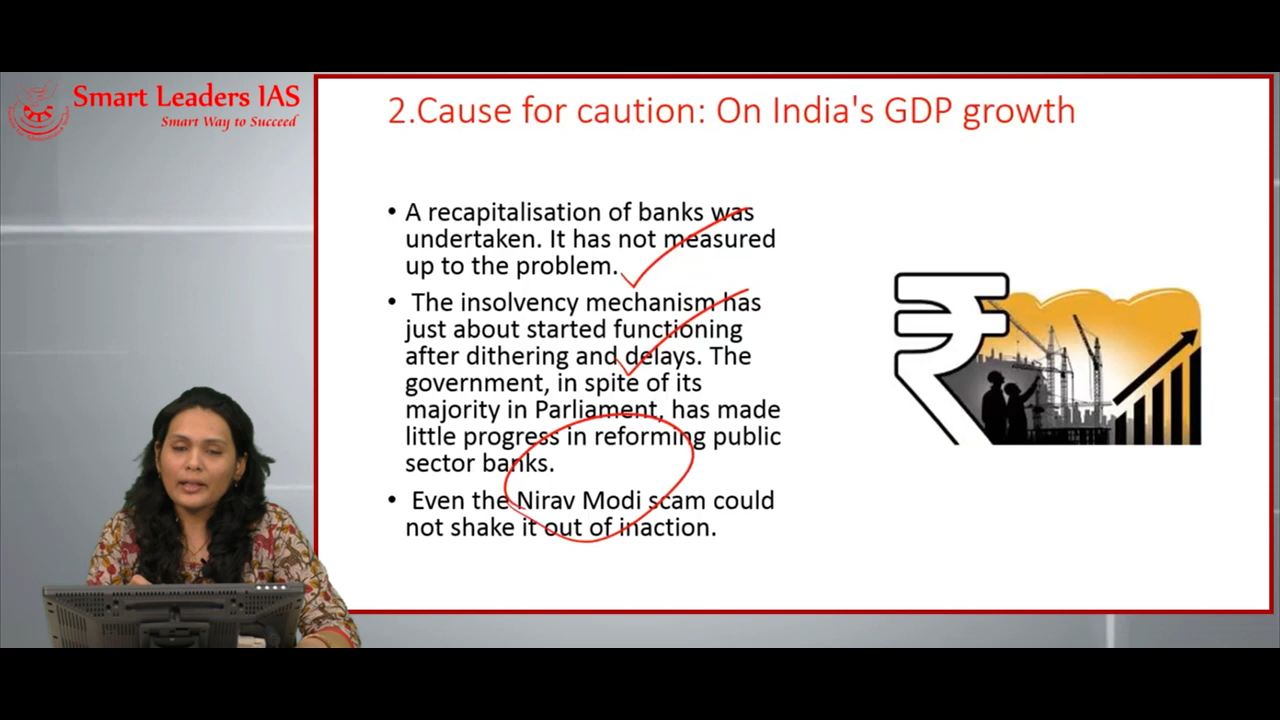 Smart Leaders IAS
Smart Way to Succeed
2.Cause for caution: On India's GDP growth
• A recapitalisation of banks was
undertaken. It has not measured
up to the problem.
• The insolvency mechanism has
just about started functioning
after dithering and delays. The
government, in spite of its
majority in Parliament, has made
little progress in reforming public
sector banks.
• Even the Nirav Modi scam could
not shake it out of inaction.